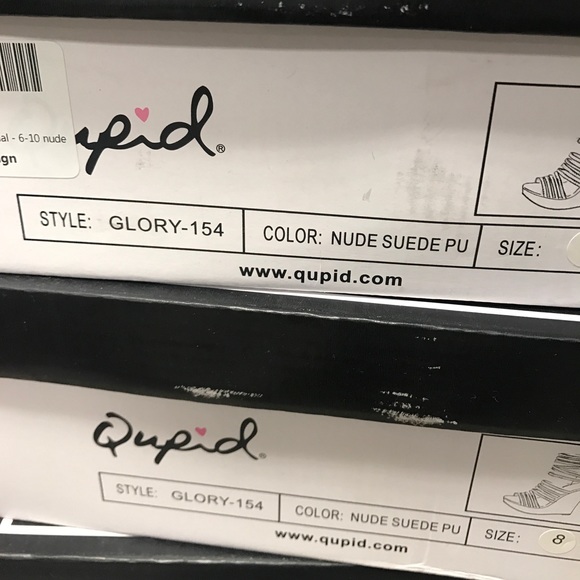 al - 6-10 nude
gn
upid®
STYLE: GLORY-154 COLOR: NUDE SUEDE PU SIZE:
www.qupid.com
Qupid®
STYLE: GLORY-154 COLOR: NUDE SUEDE PU SIZE: 8
www.qupid.com